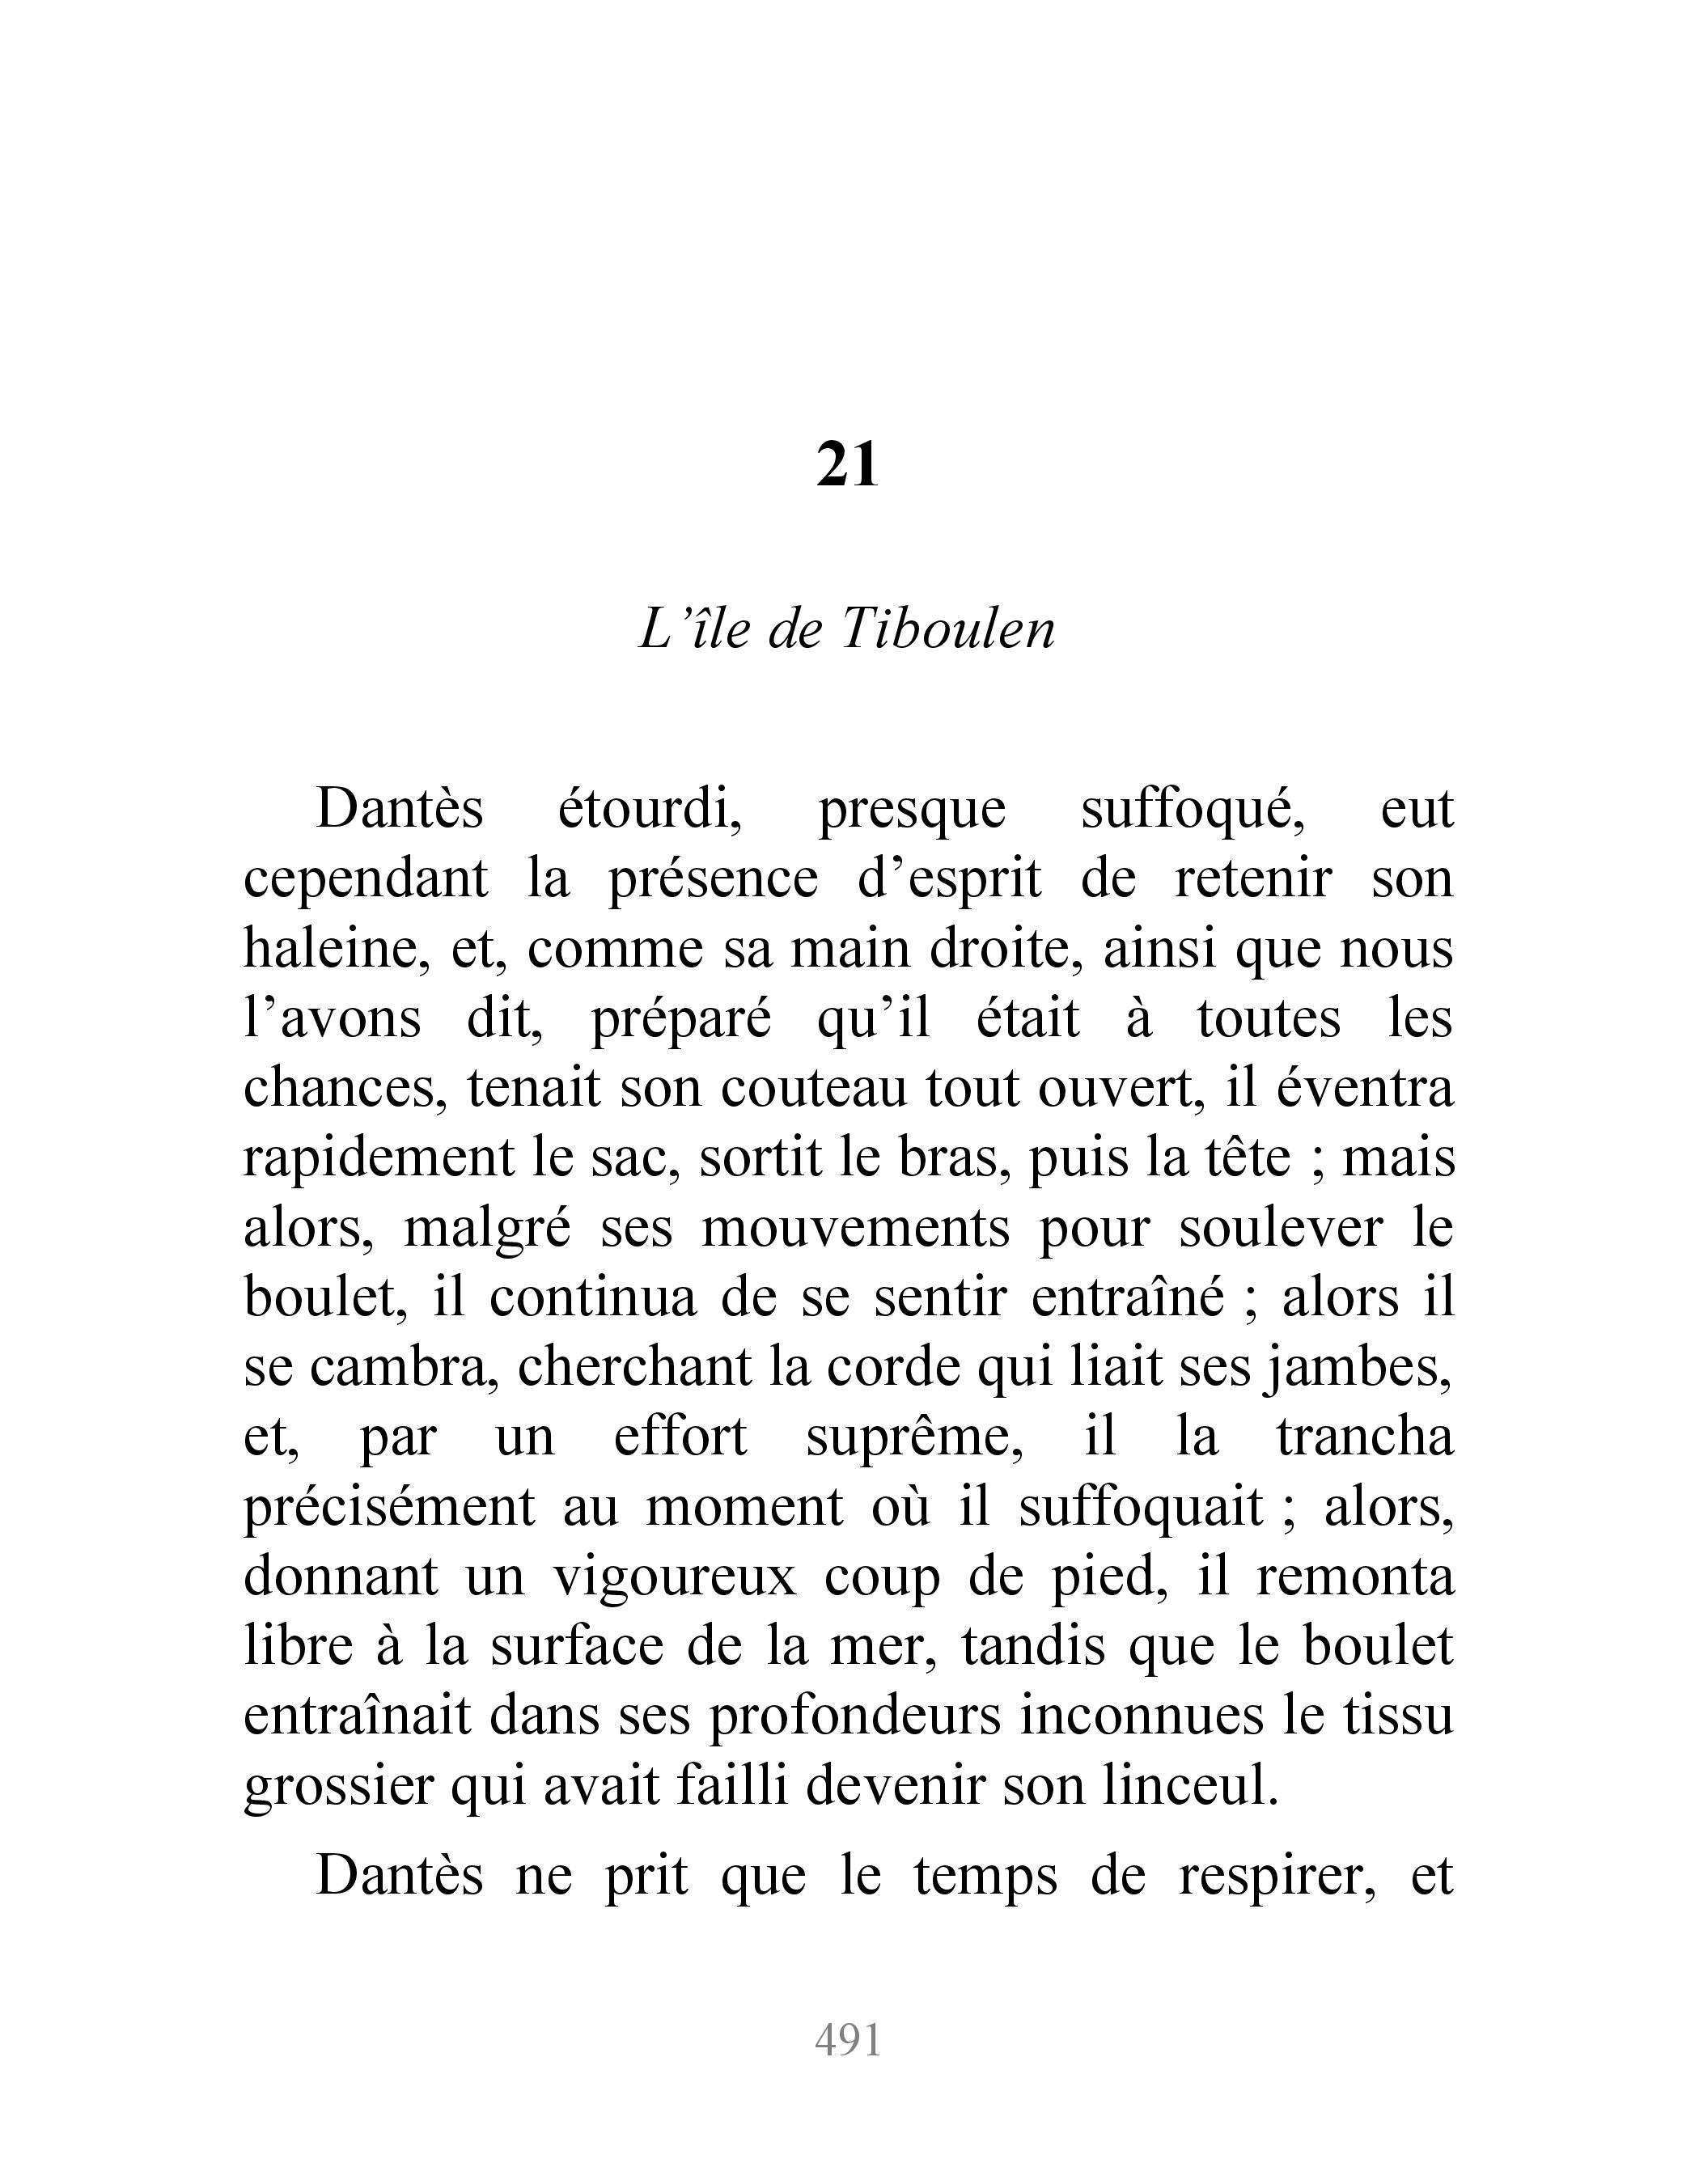 21
L’île de Tiboulen
Dantès étourdi, presque suffoqué, eut
cependant la présence d’esprit de retenir son
haleine, et, comme sa main droite, ainsi que nous
l’avons dit, préparé qu’il était à toutes les
chances, tenait son couteau tout ouvert, il éventra
rapidement le sac, sortit le bras, puis la tête ; mais
alors, malgré ses mouvements pour soulever le
boulet, il continua de se sentir entraîné ; alors il
se cambra, cherchant la corde qui liait ses jambes,
et, par un effort suprême, il la trancha
précisément au moment où il suffoquait ; alors,
donnant un vigoureux coup de pied, il remonta
libre à la surface de la mer, tandis que le boulet
entraînait dans ses profondeurs inconnues le tissu
grossier qui avait failli devenir son linceul.
Dantès ne prit que le temps de respirer, et
491